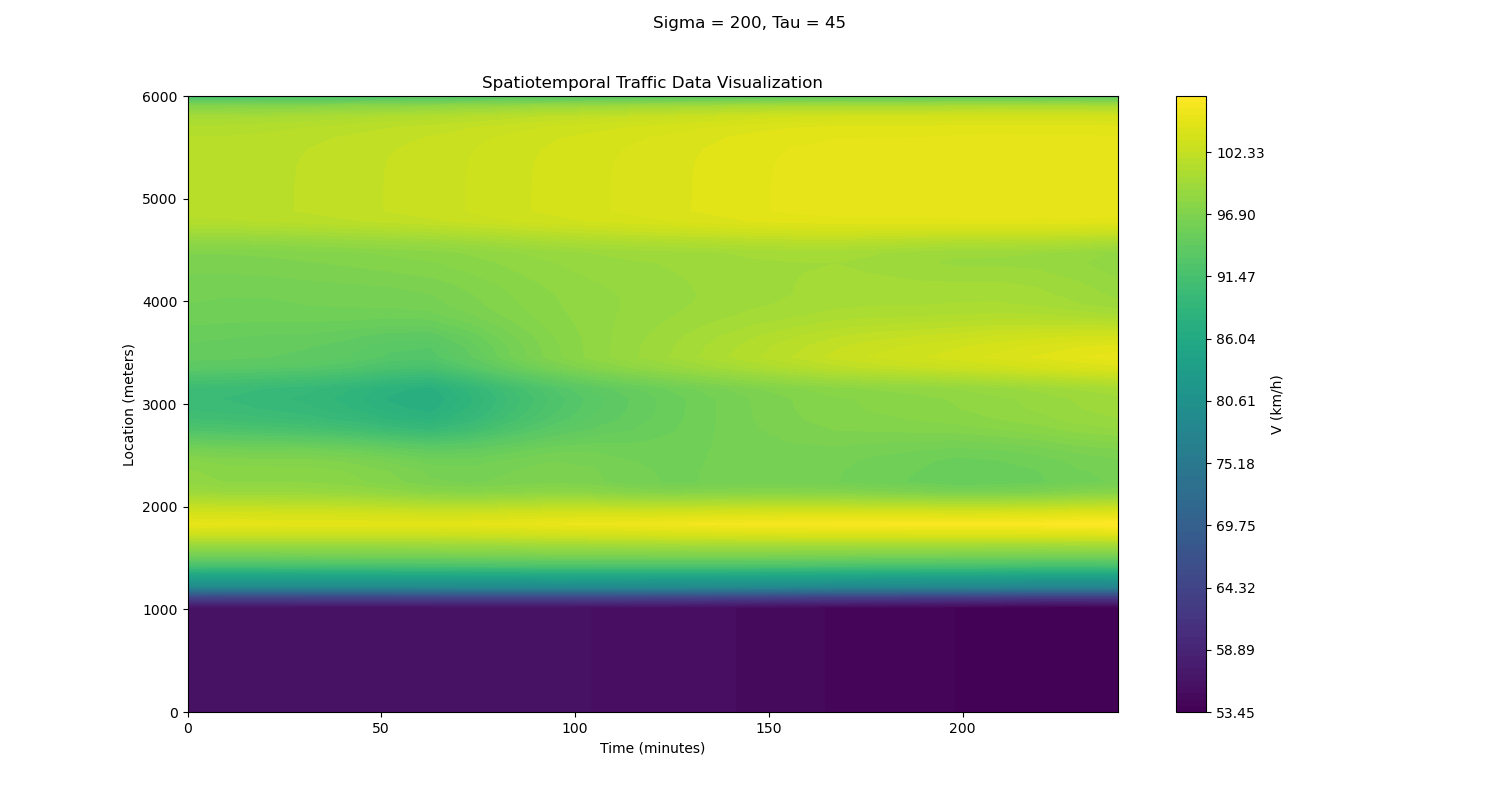 Sigma = 200, Tau = 45
Spatiotemporal Traffic Data Visualization
6000
5000
4000
3000
2000
1000
0
Location (meters)
0 50 100 150 200
Time (minutes)
102.33
96.90
91.47
86.04
80.61
75.18
69.75
64.32
58.89
53.45
V (km/h)